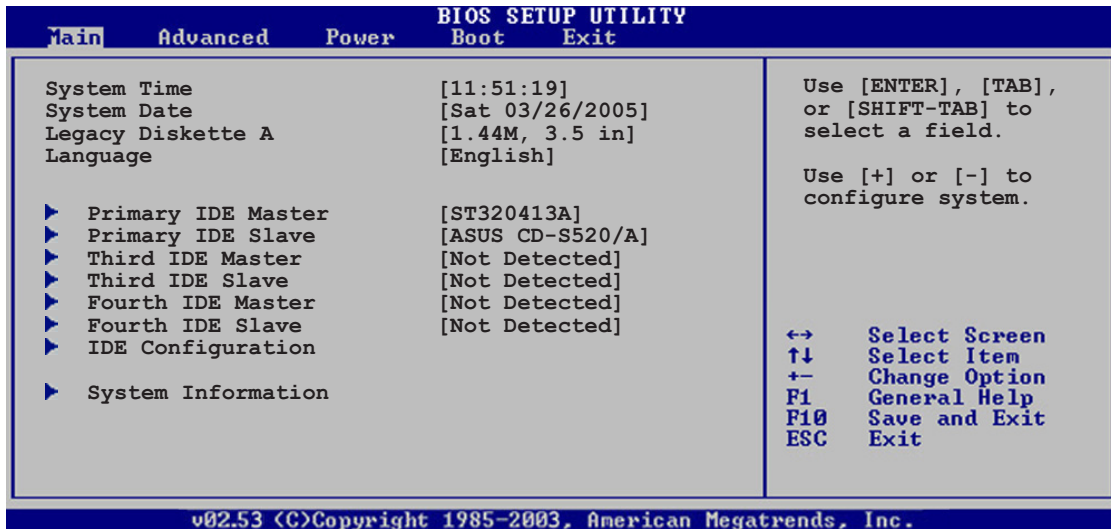 BIOS SETUP UTILITY
Main Advanced Power Boot Exit
System Time [11:51:19]
System Date [Sat 03/26/2005]
Legacy Diskette A [1.44M, 3.5 in]
Language [English]
Primary IDE Master [ST320413A]
Primary IDE Slave [ASUS CD-S520/A]
Third IDE Master [Not Detected]
Third IDE Slave [Not Detected]
Fourth IDE Master [Not Detected]
Fourth IDE Slave [Not Detected]
IDE Configuration
System Information
Use [ENTER], [TAB],
or [SHIFT-TAB] to
select a field.
Use [+] or [-] to
configure system.
←→ Select Screen
↑↓ Select Item
+- Change Option
F1 General Help
F10 Save and Exit
ESC Exit
v02.53 (C)Copyright 1985-2003, American Megatrends, Inc.